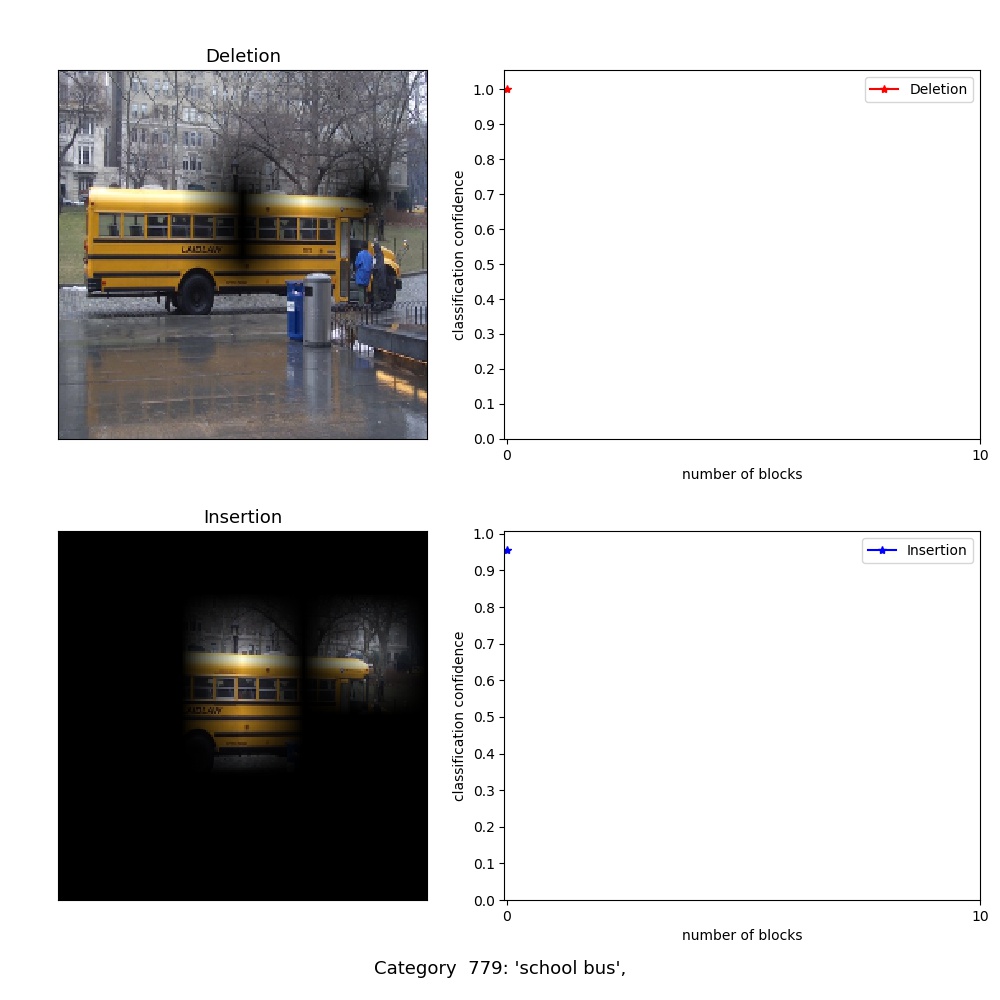 Deletion
LAIDLAW
1.0
0.9
0.8
0.7
0.6
0.5
0.4
0.3
0.2
0.1
0.0
classification confidence
Deletion
0
10
number of blocks
Insertion
LAIDLAW
1.0
0.9
0.8
0.7
0.6
0.5
0.4
0.3
0.2
0.1
0.0
classification confidence
Insertion
0
10
number of blocks
Category  779: 'school bus',